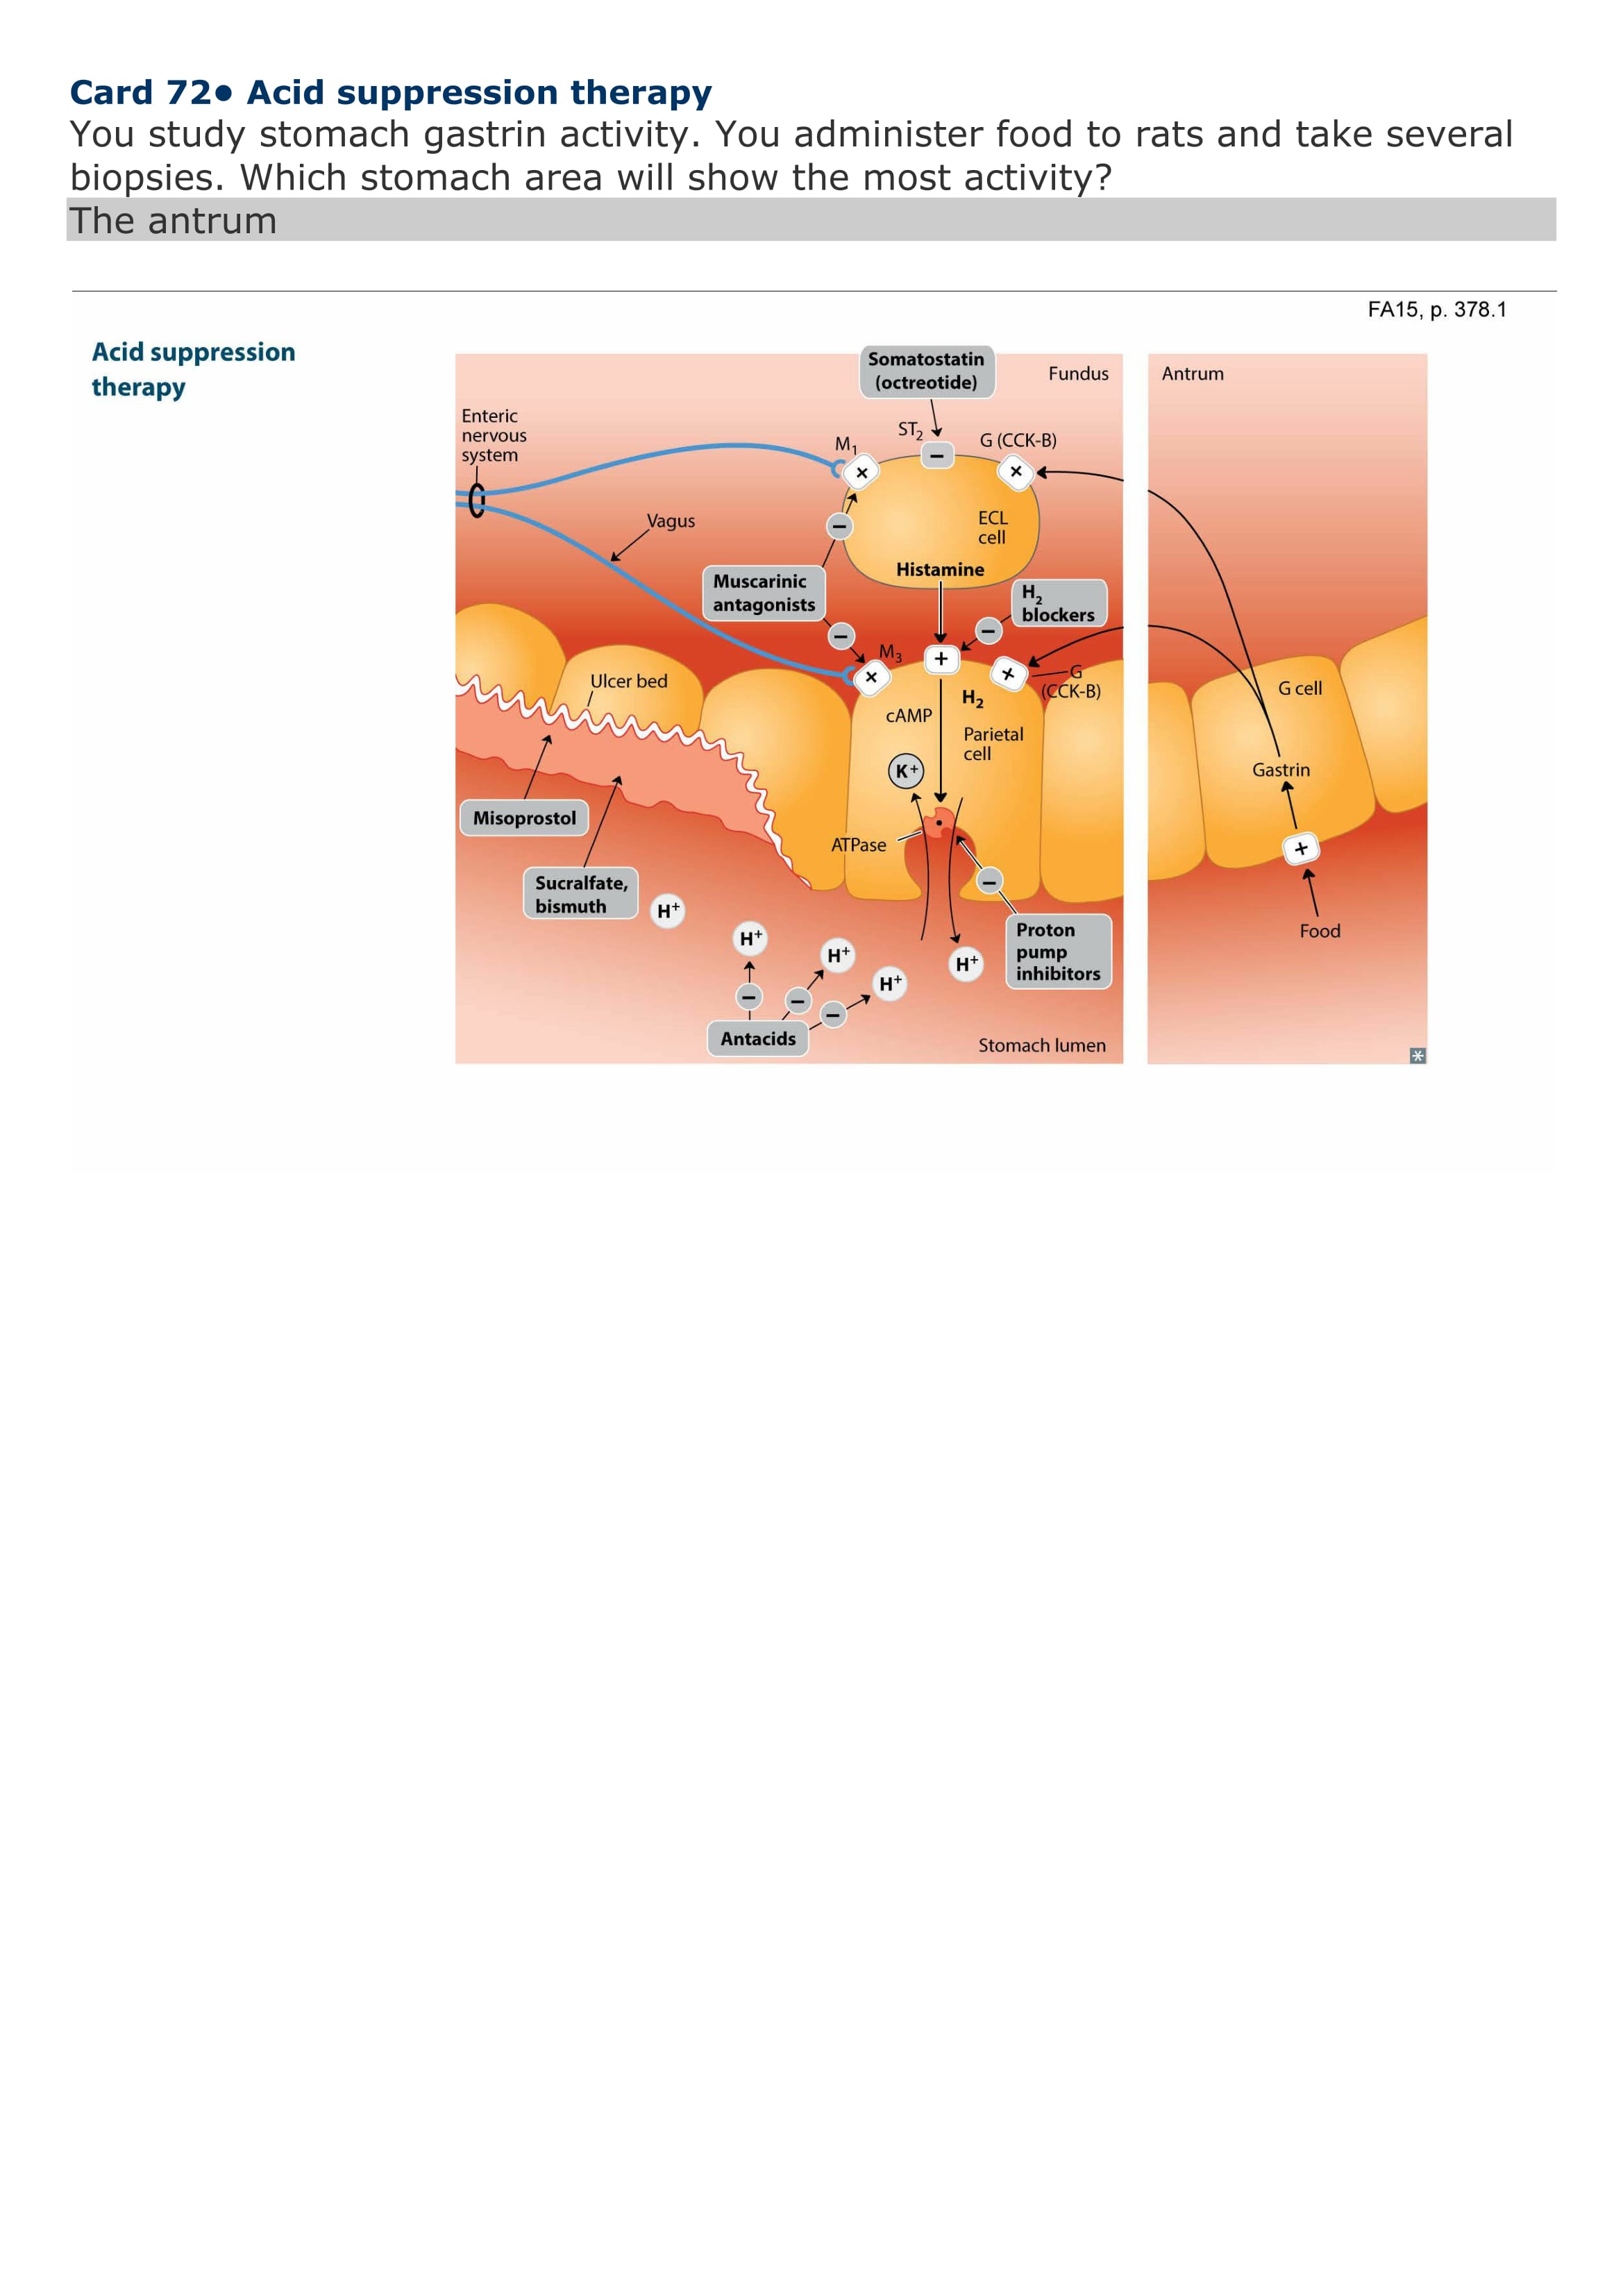 Card 72• Acid suppression therapy
You study stomach gastrin activity. You administer food to rats and take several
biopsies. Which stomach area will show the most activity?
The antrum
FA15, p. 378.1
Acid suppression
therapy
Somatostatin
(octreotide)
Fundus
Antrum
Enteric
nervous
system
ST2
M1
G (CCK-B)
×
−
×
Vagus
−
ECL
cell
Histamine
Muscarinic
antagonists
H2
blockers
−
−
M3
+
×
×
G
(CCK-B)
H2
Ulcer bed
cAMP
Parietal
cell
G cell
K+
Gastrin
Misoprostol
ATPase
+
−
Sucralfate,
bismuth
H+
Food
Proton
pump
inhibitors
H+
H+
H+
H+
−
−
−
Antacids
Stomach lumen